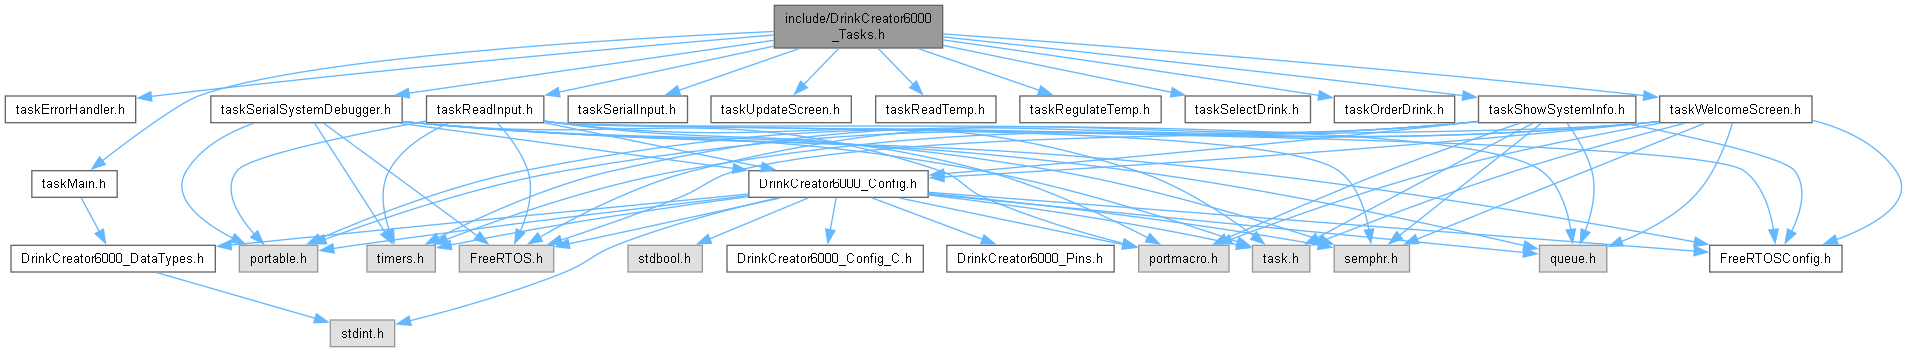 include/DrinkCreator6000
_Tasks.h
taskErrorHandler.h
taskSerialSystemDebugger.h
taskReadInput.h
taskSerialInput.h
taskUpdateScreen.h
taskReadTemp.h
taskRegulateTemp.h
taskSelectDrink.h
taskOrderDrink.h
taskShowSystemInfo.h
taskWelcomeScreen.h
taskMain.h
DrinkCreator6000_Config.h
DrinkCreator6000_DataTypes.h
portable.h
timers.h
FreeRTOS.h
stdbool.h
DrinkCreator6000_Config_C.h
DrinkCreator6000_Pins.h
portmacro.h
task.h
semphr.h
queue.h
FreeRTOSConfig.h
stdint.h